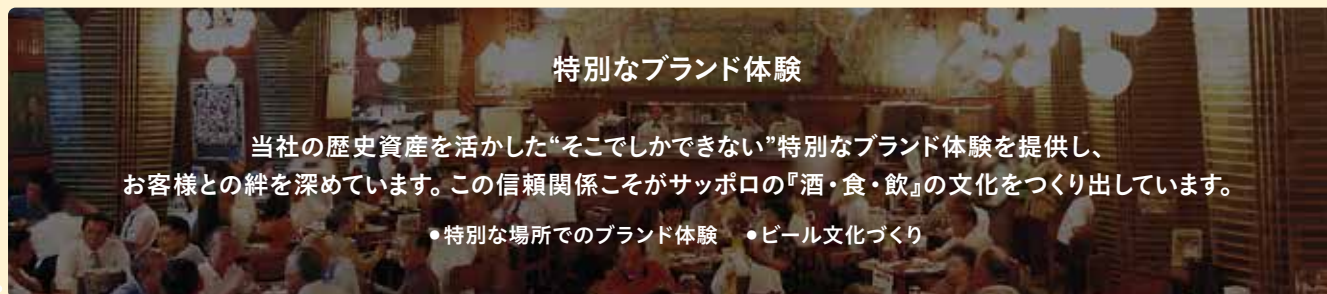 特別なブランド体験
当社の歴史資産を活かした“そこでしかできない”特別なブランド体験を提供し、
お客様との絆を深めています。この信頼関係こそがサッポロの『酒・食・飲』の文化をつくり出しています。
●特別な場所でのブランド体験　●ビール文化づくり